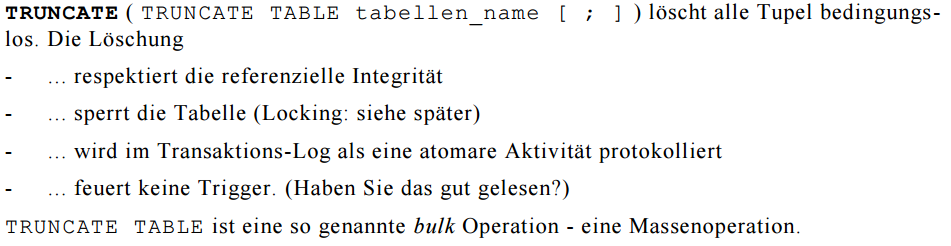 TRUNCATE ( TRUNCATE TABLE tabellen_name [ ; ] ) löscht alle Tupel bedingungs-
los. Die Löschung
- ... respektiert die referenzielle Integrität
- ... sperrt die Tabelle (Locking: siehe später)
- ... wird im Transaktions-Log als eine atomare Aktivität protokolliert
- ... feuert keine Trigger. (Haben Sie das gut gelesen?)
TRUNCATE TABLE ist eine so genannte bulk Operation - eine Massenoperation.